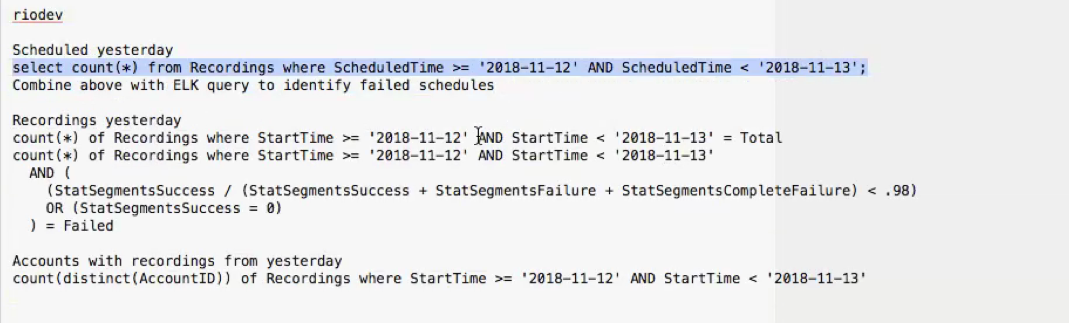 riodev
Scheduled yesterday
select count(*) from Recordings where ScheduledTime >= '2018-11-12' AND ScheduledTime < '2018-11-13';
Combine above with ELK query to identify failed schedules
Recordings yesterday
count(*) of Recordings where StartTime >= '2018-11-12' AND StartTime < '2018-11-13' = Total
count(*) of Recordings where StartTime >= '2018-11-12' AND StartTime < '2018-11-13'
AND (
(StatSegmentsSuccess / (StatSegmentsSuccess + StatSegmentsFailure + StatSegmentsCompleteFailure) < .98)
OR (StatSegmentsSuccess = 0)
) = Failed
Accounts with recordings from yesterday
count(distinct(AccountID)) of Recordings where StartTime >= '2018-11-12' AND StartTime < '2018-11-13'